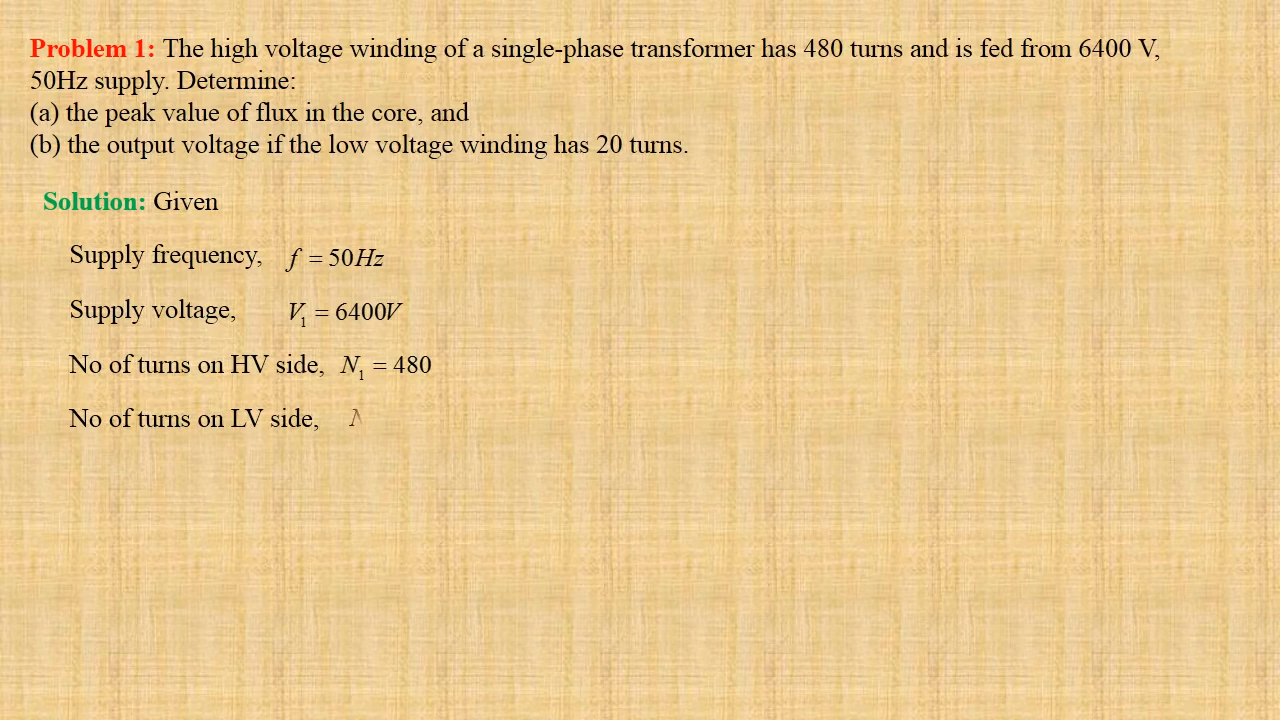 Problem 1: The high voltage winding of a single-phase transformer has 480 turns and is fed from 6400 V,
50Hz supply. Determine:
(a) the peak value of flux in the core, and
(b) the output voltage if the low voltage winding has 20 turns.
Solution: Given
Supply frequency, f = 50Hz
Supply voltage, V₁ = 6400V
No of turns on HV side, N₁ = 480
No of turns on LV side,